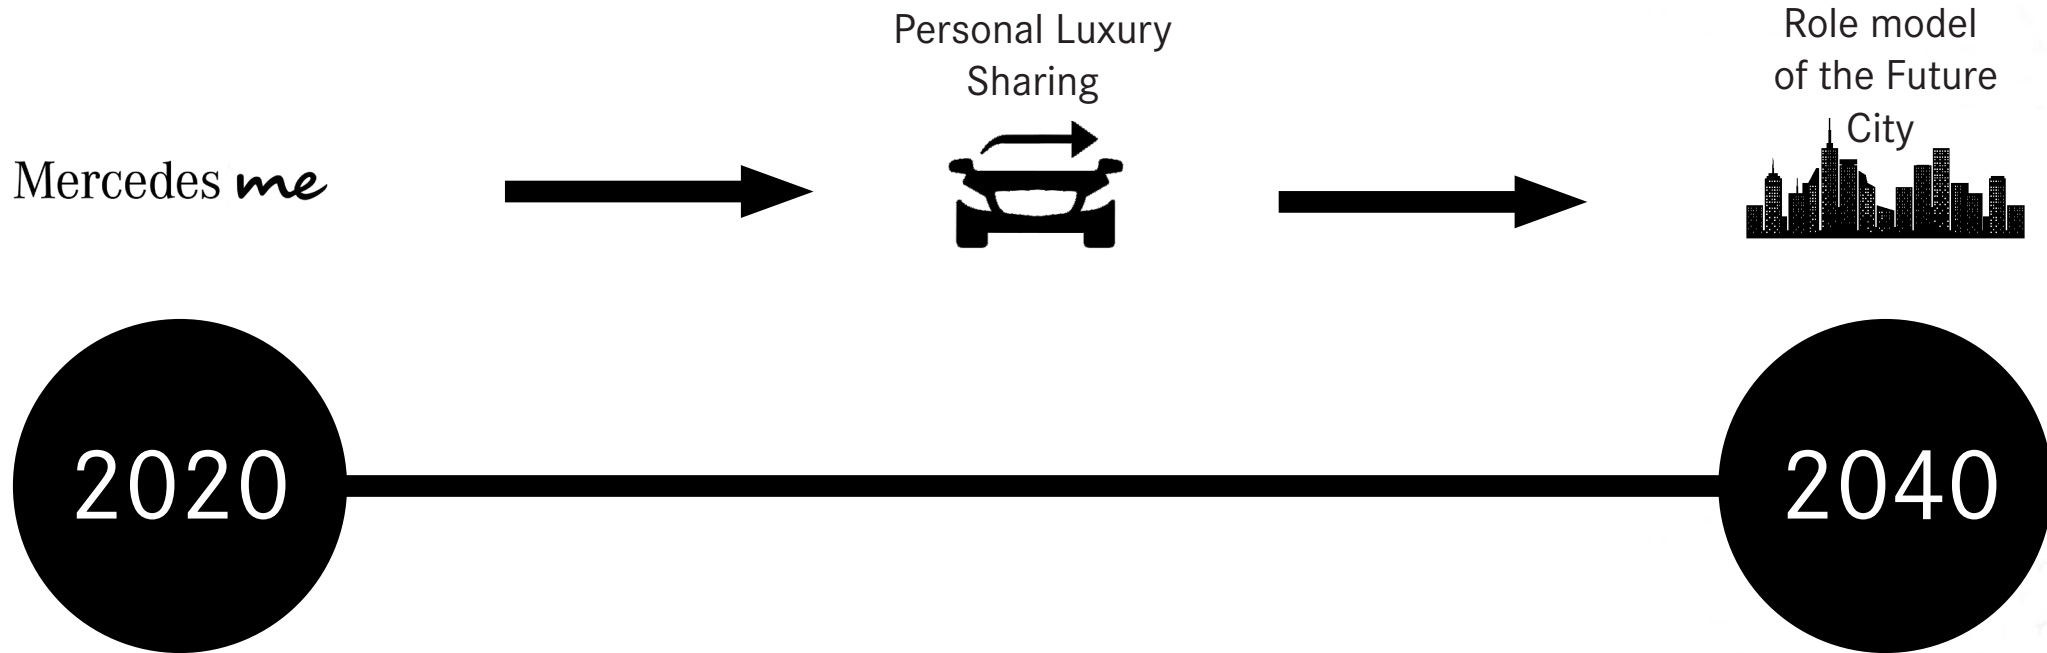 Personal Luxury
Sharing
Role model
of the Future
City
Mercedes me
2020
2040